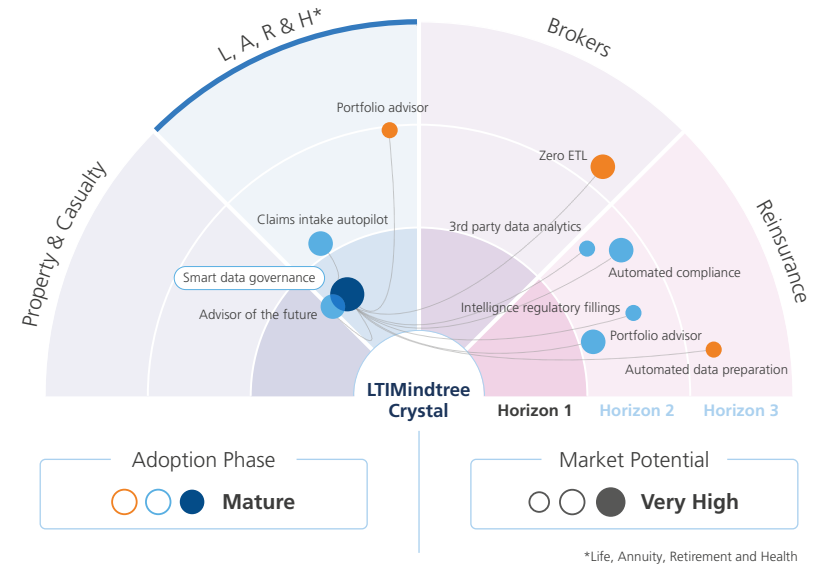 L, A, R & H*
Brokers
Property & Casualty
Reinsurance
Portfolio advisor
Zero ETL
Claims intake autopilot
3rd party data analytics
Smart data governance
Automated compliance
Advisor of the future
Intelligence regulatory fillings
Portfolio advisor
Automated data preparation
LTIMindtree
Crystal
Horizon 1
Horizon 2
Horizon 3
Adoption Phase
Mature
Market Potential
Very High
*Life, Annuity, Retirement and Health